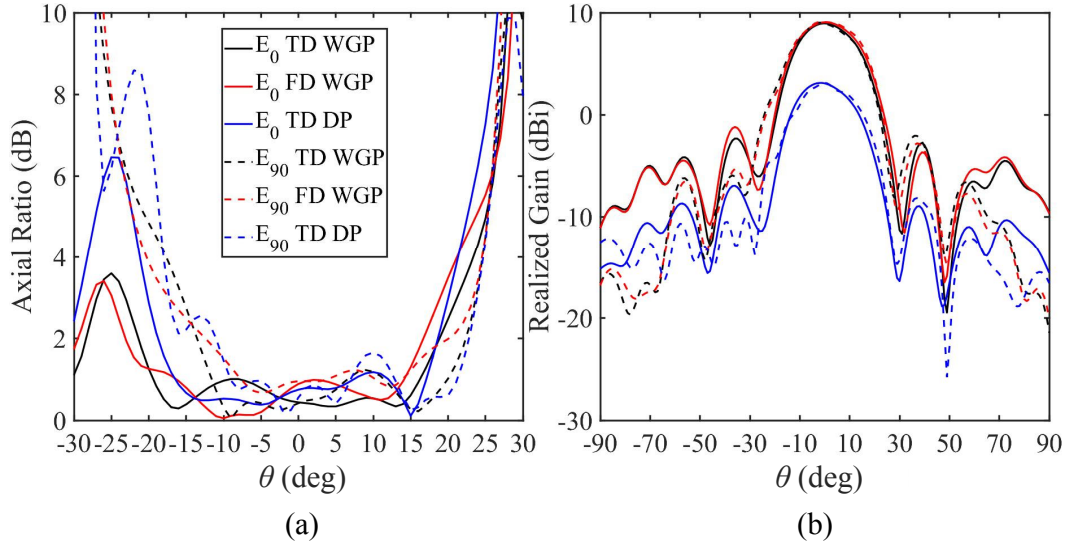 10
8
6
4
2
0
Axial Ratio (dB)
-30 -25 -20 -15 -10 -5 0 5 10 15 20 25 30
θ (deg)
E0 TD WGP
E0 FD WGP
E0 TD DP
E90 TD WGP
E90 FD WGP
E90 TD DP
(a)
10
0
-10
-20
-30
Realized Gain (dBi)
-90 -70 -50 -30 -10 10 30 50 70 90
θ (deg)
(b)